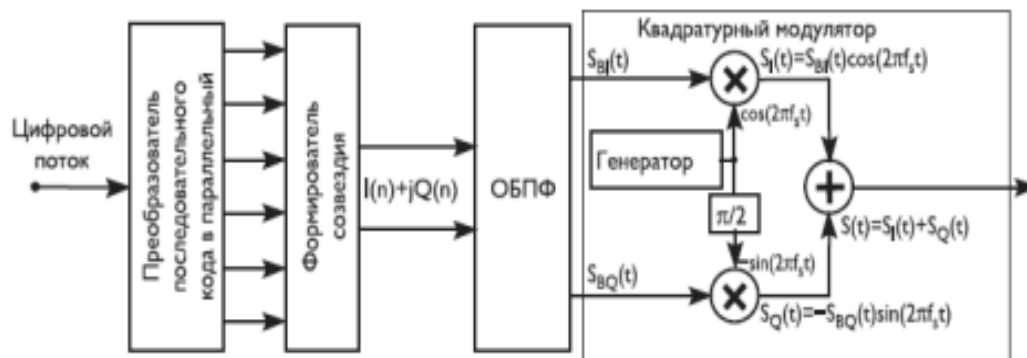 Цифровой
поток
Преобразователь
последовательного
кода в параллельный
Формирователь
созвездия
I(n)+jQ(n)
ОБПФ
Квадратурный модулятор
S_BI(t)
S_I(t)=S_BI(t)cos(2πf_st)
cos(2πf_st)
Генератор
π/2
S(t)=S_I(t)+S_Q(t)
-sin(2πf_st)
S_BQ(t)
S_Q(t)=-S_BQ(t)sin(2πf_st)